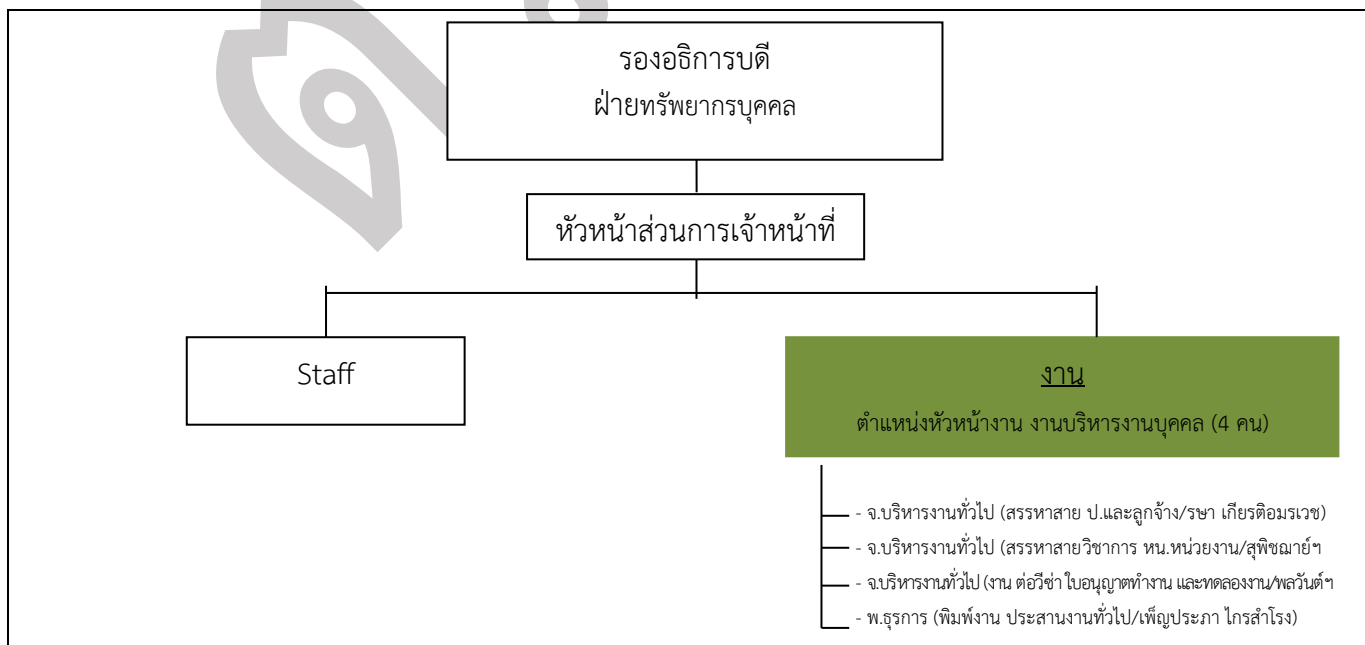 รองอธิการบดี
ฝ่ายทรัพยากรบุคคล
หัวหน้าส่วนการเจ้าหน้าที่
Staff
งาน
ตำแหน่งหัวหน้างาน งานบริหารงานบุคคล (4 คน)
- จ.บริหารงานทั่วไป (สรรหาสาย ป.และลูกจ้าง/รษา เกียรติอมรเวช)
- จ.บริหารงานทั่วไป (สรรหาสายวิชาการ หน.หน่วยงาน/สุพิชฌาย์ฯ
- จ.บริหารงานทั่วไป (งาน ต่อวีซ่า ใบอนุญาตทำงาน และทดลองงาน/พลวันต์ฯ
- พ.ธุรการ (พิมพ์งาน ประสานงานทั่วไป/เพ็ญประภา ไกรสำโรง)